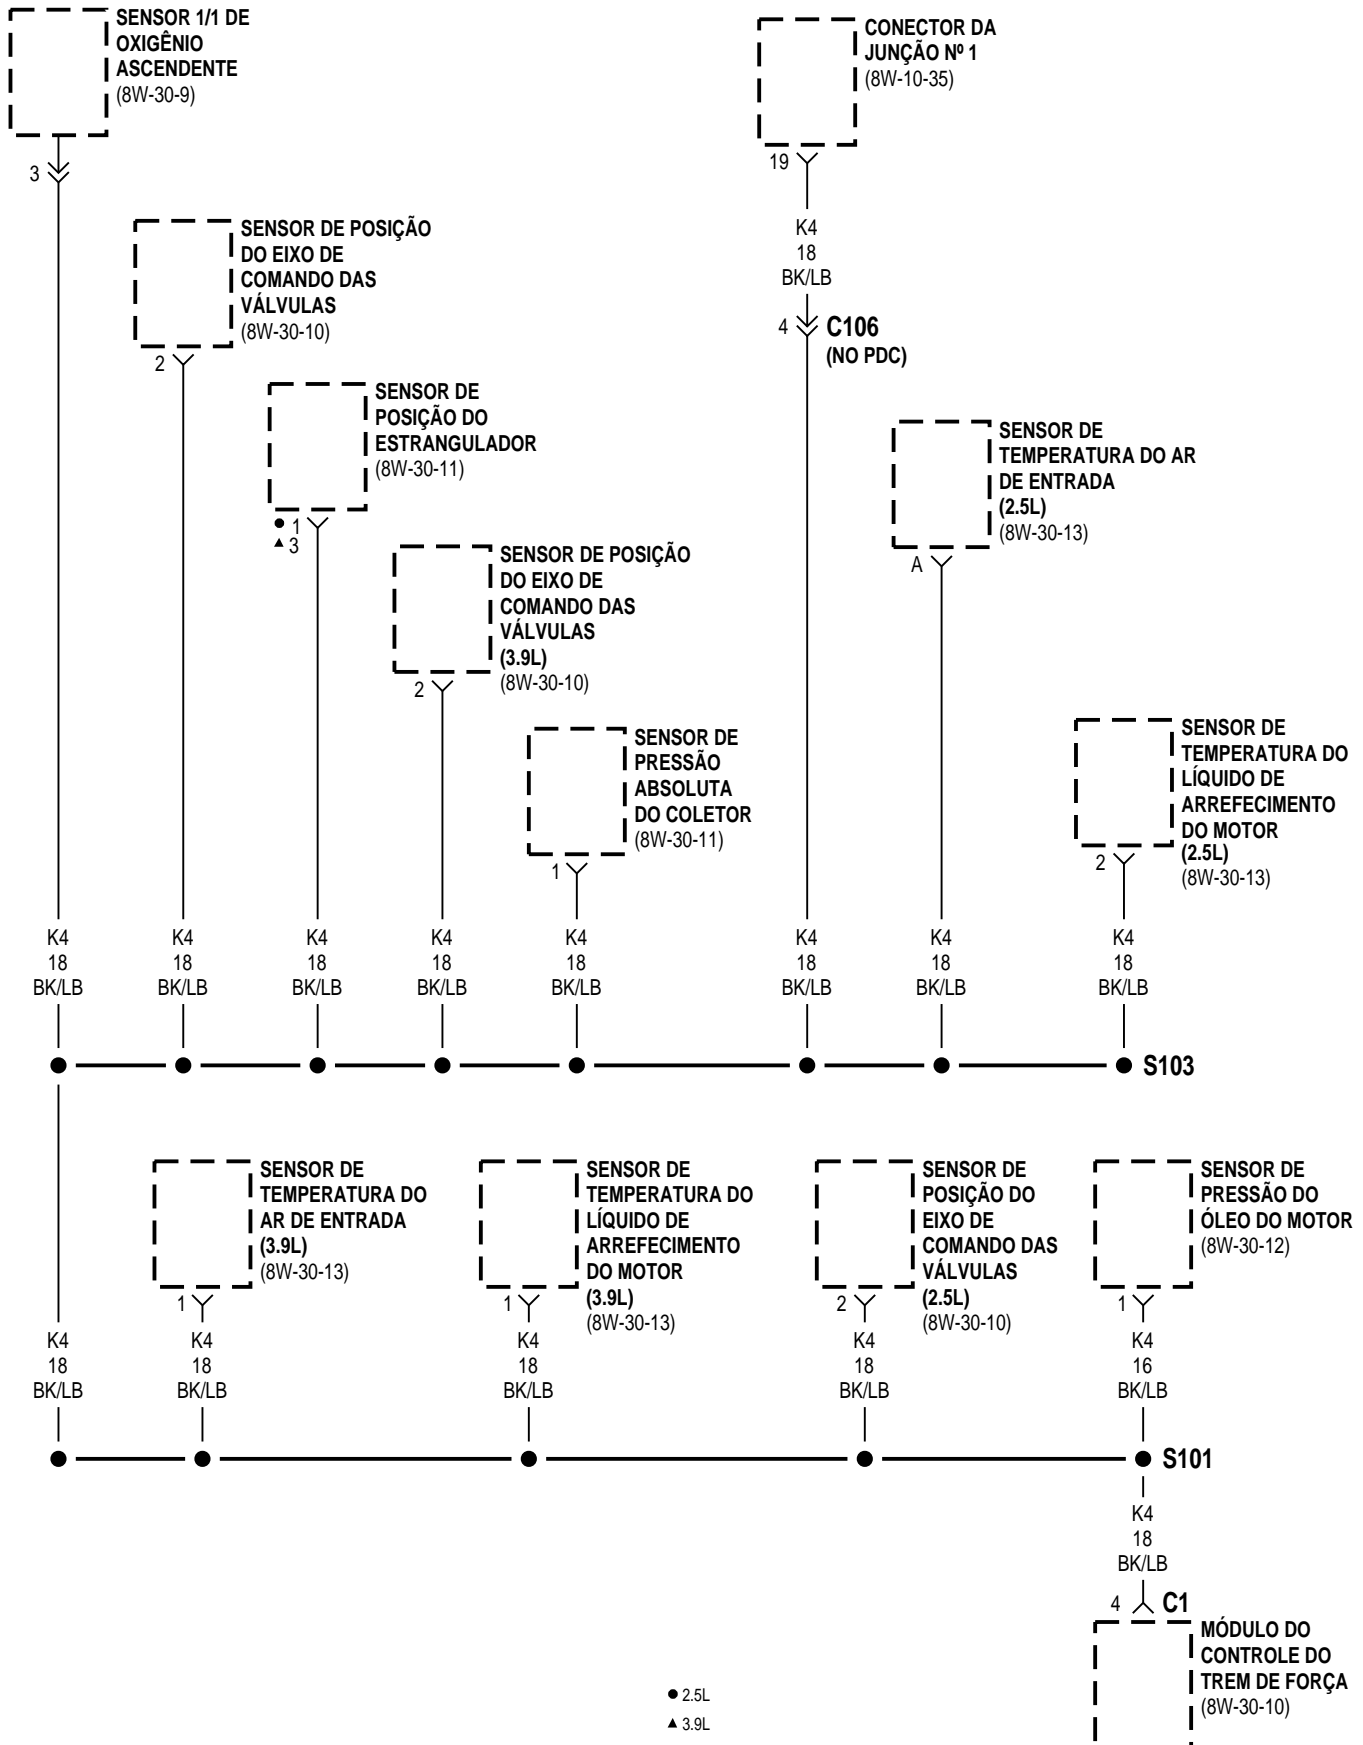 SENSOR 1/1 DE
OXIGÊNIO
ASCENDENTE
(8W-30-9)
3
CONECTOR DA
JUNÇÃO Nº 1
(8W-10-35)
19
K4
18
BK/LB
4
C106
(NO PDC)
SENSOR DE POSIÇÃO
DO EIXO DE
COMANDO DAS
VÁLVULAS
(8W-30-10)
2
SENSOR DE
POSIÇÃO DO
ESTRANGULADOR
(8W-30-11)
● 1
▲ 3
SENSOR DE
TEMPERATURA DO AR
DE ENTRADA
(2.5L)
(8W-30-13)
A
SENSOR DE POSIÇÃO
DO EIXO DE
COMANDO DAS
VÁLVULAS
(3.9L)
(8W-30-10)
2
SENSOR DE
PRESSÃO
ABSOLUTA
DO COLETOR
(8W-30-11)
1
SENSOR DE
TEMPERATURA DO
LÍQUIDO DE
ARREFECIMENTO
DO MOTOR
(2.5L)
(8W-30-13)
2
K4 K4 K4 K4 K4 K4 K4 K4
18 18 18 18 18 18 18 18
BK/LB BK/LB BK/LB BK/LB BK/LB BK/LB BK/LB BK/LB
S103
SENSOR DE
TEMPERATURA DO
AR DE ENTRADA
(3.9L)
(8W-30-13)
1
SENSOR DE
TEMPERATURA DO
LÍQUIDO DE
ARREFECIMENTO
DO MOTOR
(3.9L)
(8W-30-13)
1
SENSOR DE
POSIÇÃO DO
EIXO DE
COMANDO DAS
VÁLVULAS
(2.5L)
(8W-30-10)
2
SENSOR DE
PRESSÃO DO
ÓLEO DO MOTOR
(8W-30-12)
1
K4 K4 K4 K4 K4
18 18 18 18 16
BK/LB BK/LB BK/LB BK/LB BK/LB
S101
K4
18
BK/LB
4
C1
MÓDULO DO
CONTROLE DO
TREM DE FORÇA
(8W-30-10)
● 2.5L
▲ 3.9L